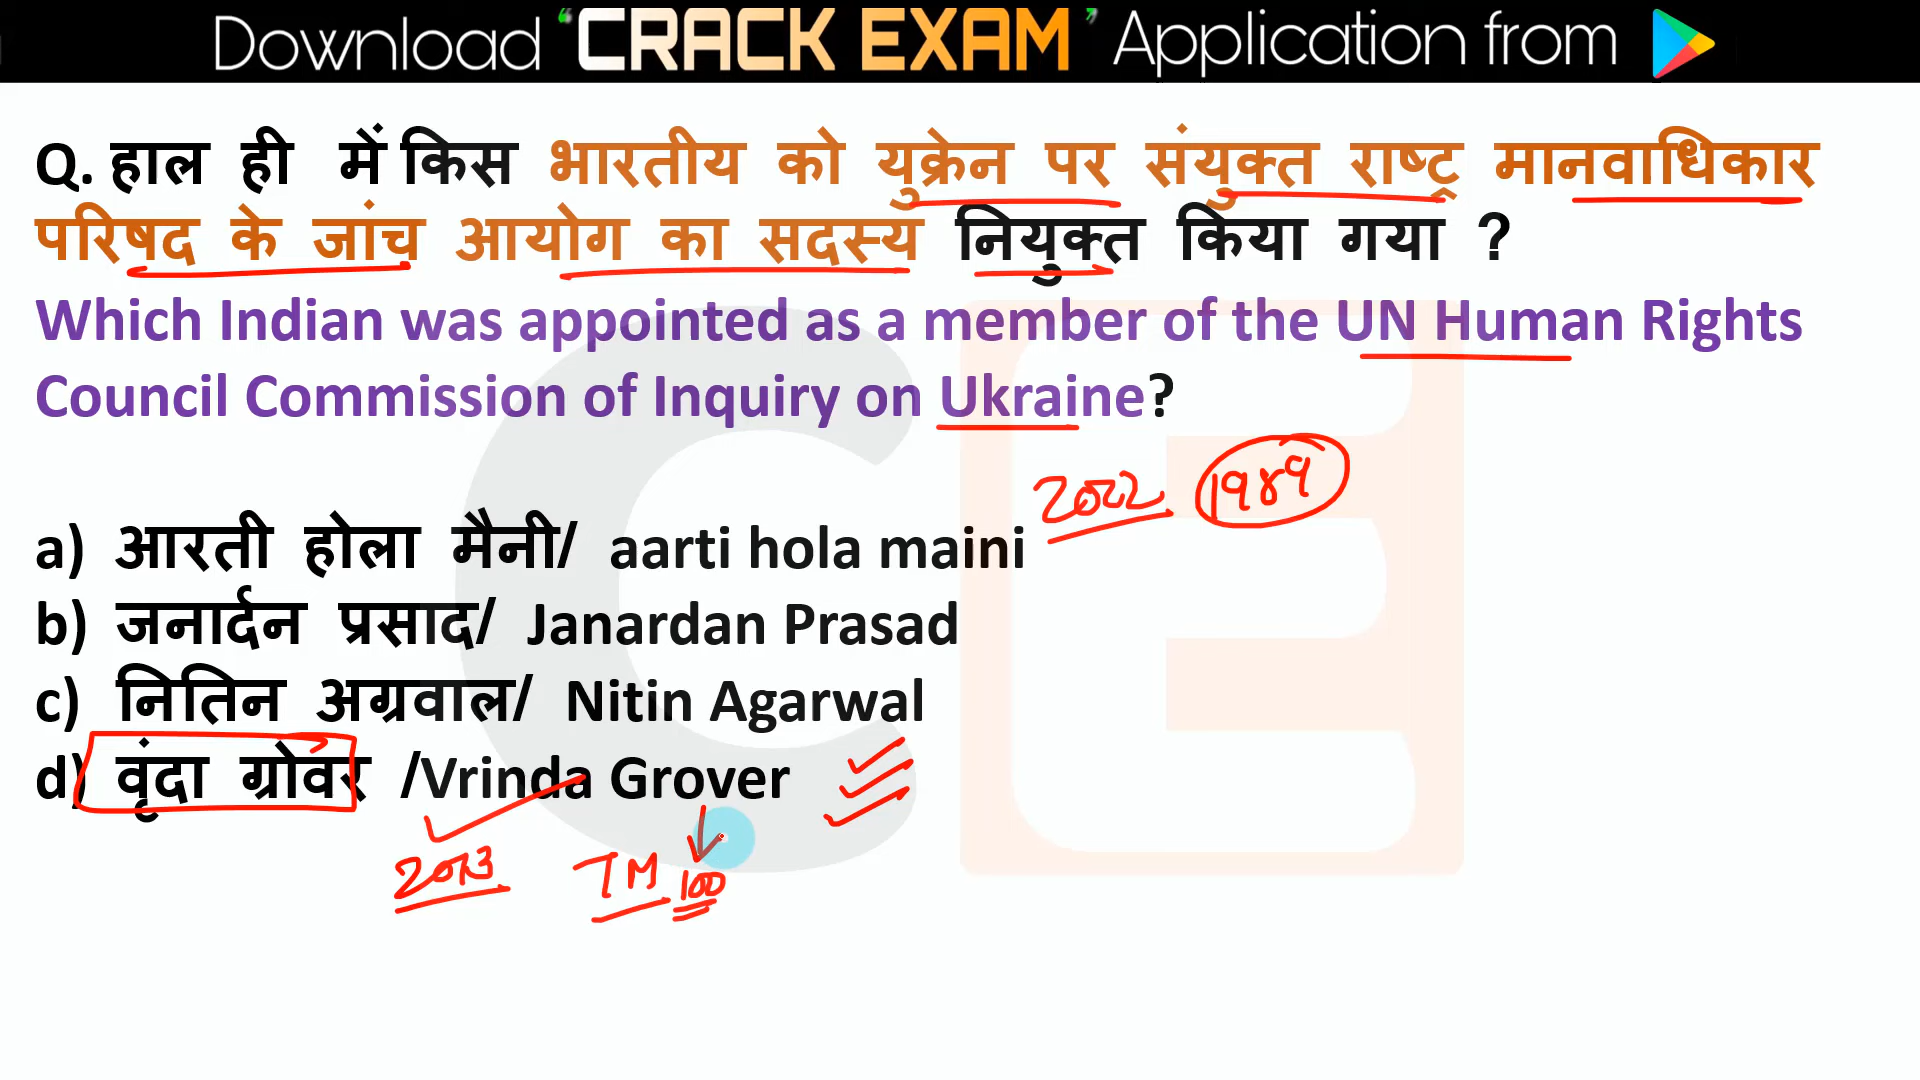 Download ‘CRACK EXAM’ Application from
Q. हाल ही में किस भारतीय को युक्रेन पर संयुक्त राष्ट्र मानवाधिकार
परिषद के जांच आयोग का सदस्य नियुक्त किया गया ?
Which Indian was appointed as a member of the UN Human Rights
Council Commission of Inquiry on Ukraine?
2022 1989
a) आरती होला मैनी/ aarti hola maini
b) जनार्दन प्रसाद/ Janardan Prasad
c) नितिन अग्रवाल/ Nitin Agarwal
d) वृंदा ग्रोवर /Vrinda Grover
2013 TM 100
CE